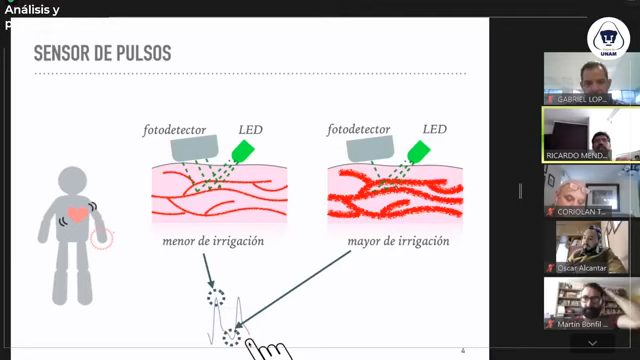 Análisis y
SENSOR DE PULSOS
UNAM
fotodetector LED
fotodetector LED
menor de irrigación
mayor de irrigación
4
GABRIEL LOP...
RICARDO MEND...
CORIOLAN T...
Oscar Alcantar
Martin Bonfil ...